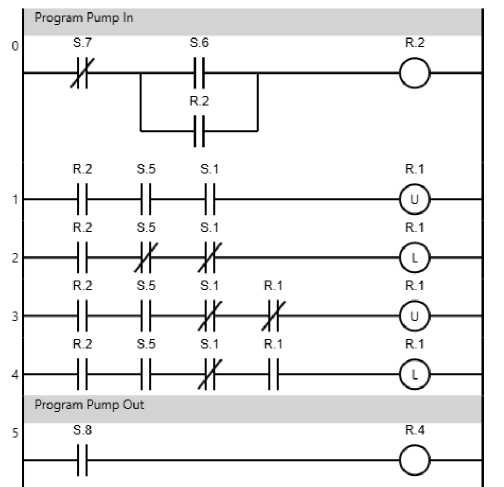 Program Pump In
0
S.7 S.6 R.2
R.2
R.2 S.5 S.1 R.1
1 U
R.2 S.5 S.1 R.1
2 L
R.2 S.5 S.1 R.1 R.1
3 U
R.2 S.5 S.1 R.1 R.1
4 L
Program Pump Out
5 S.8 R.4